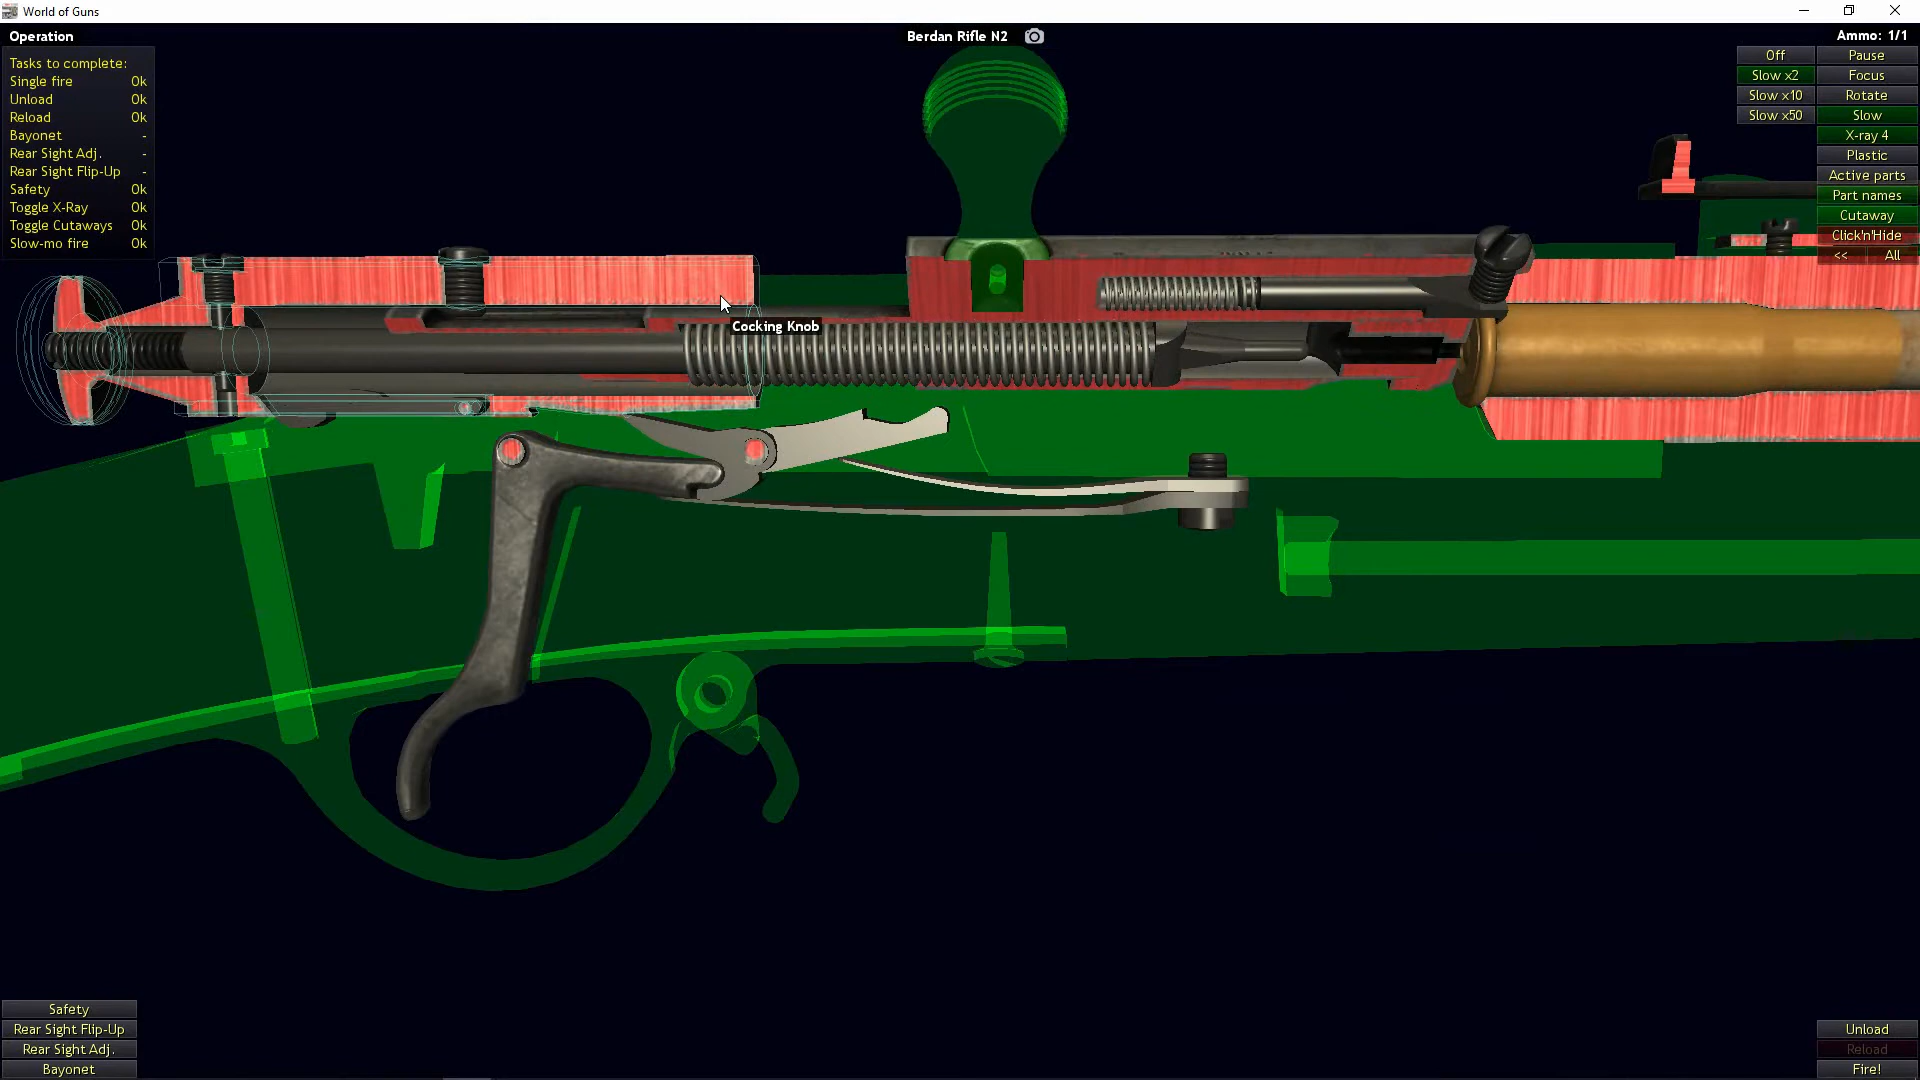 World of Guns
Operation
Berdan Rifle N2
Ammo: 1/1
Tasks to complete:
Single fire Ok
Unload Ok
Reload Ok
Bayonet -
Rear Sight Adj. -
Rear Sight Flip-Up -
Safety Ok
Toggle X-Ray Ok
Toggle Cutaways Ok
Slow-mo fire Ok
Off Pause
Slow x2 Focus
Slow x10 Rotate
Slow x50 Slow
X-ray 4
Plastic
Active parts
Part names
Cutaway
Click'n'Hide
<< All
Cocking Knob
Safety
Rear Sight Flip-Up
Rear Sight Adj.
Bayonet
Unload
Reload
Fire!